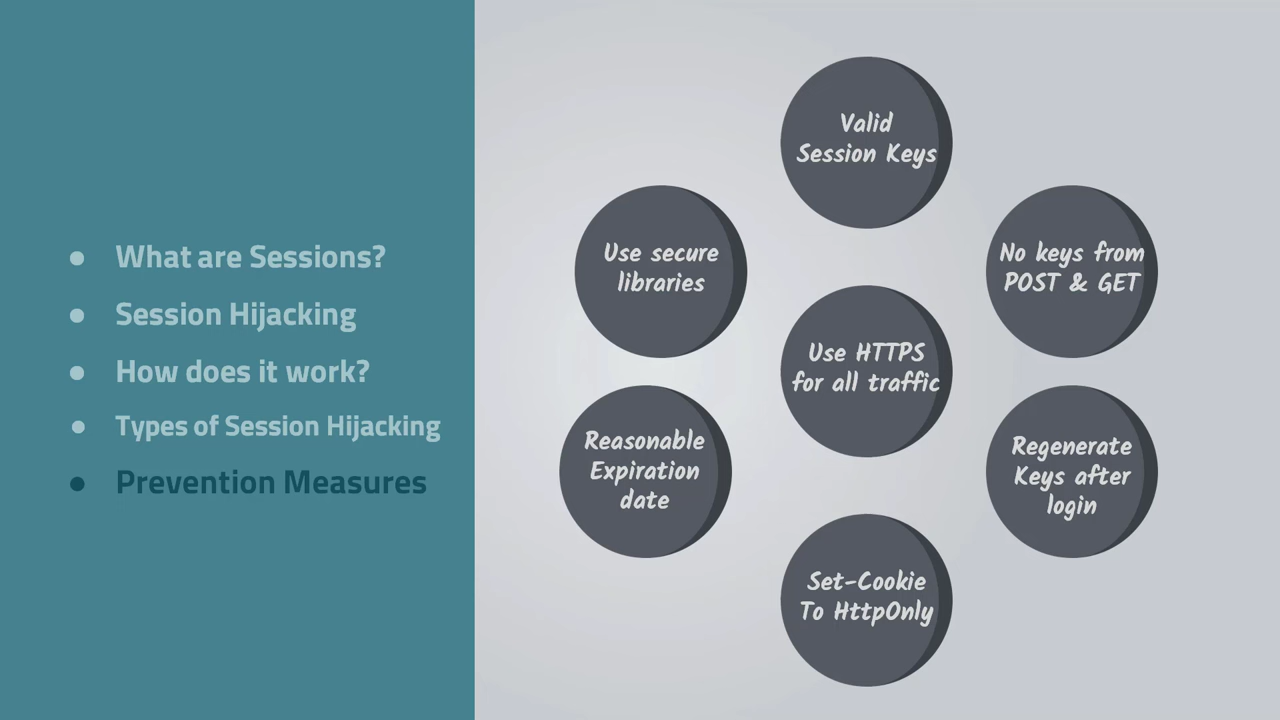 ● What are Sessions?
● Session Hijacking
● How does it work?
● Types of Session Hijacking
● Prevention Measures
Valid
Session Keys
Use secure
libraries
No keys from
POST & GET
Use HTTPS
for all traffic
Reasonable
Expiration
date
Regenerate
Keys after
login
Set-Cookie
To HttpOnly